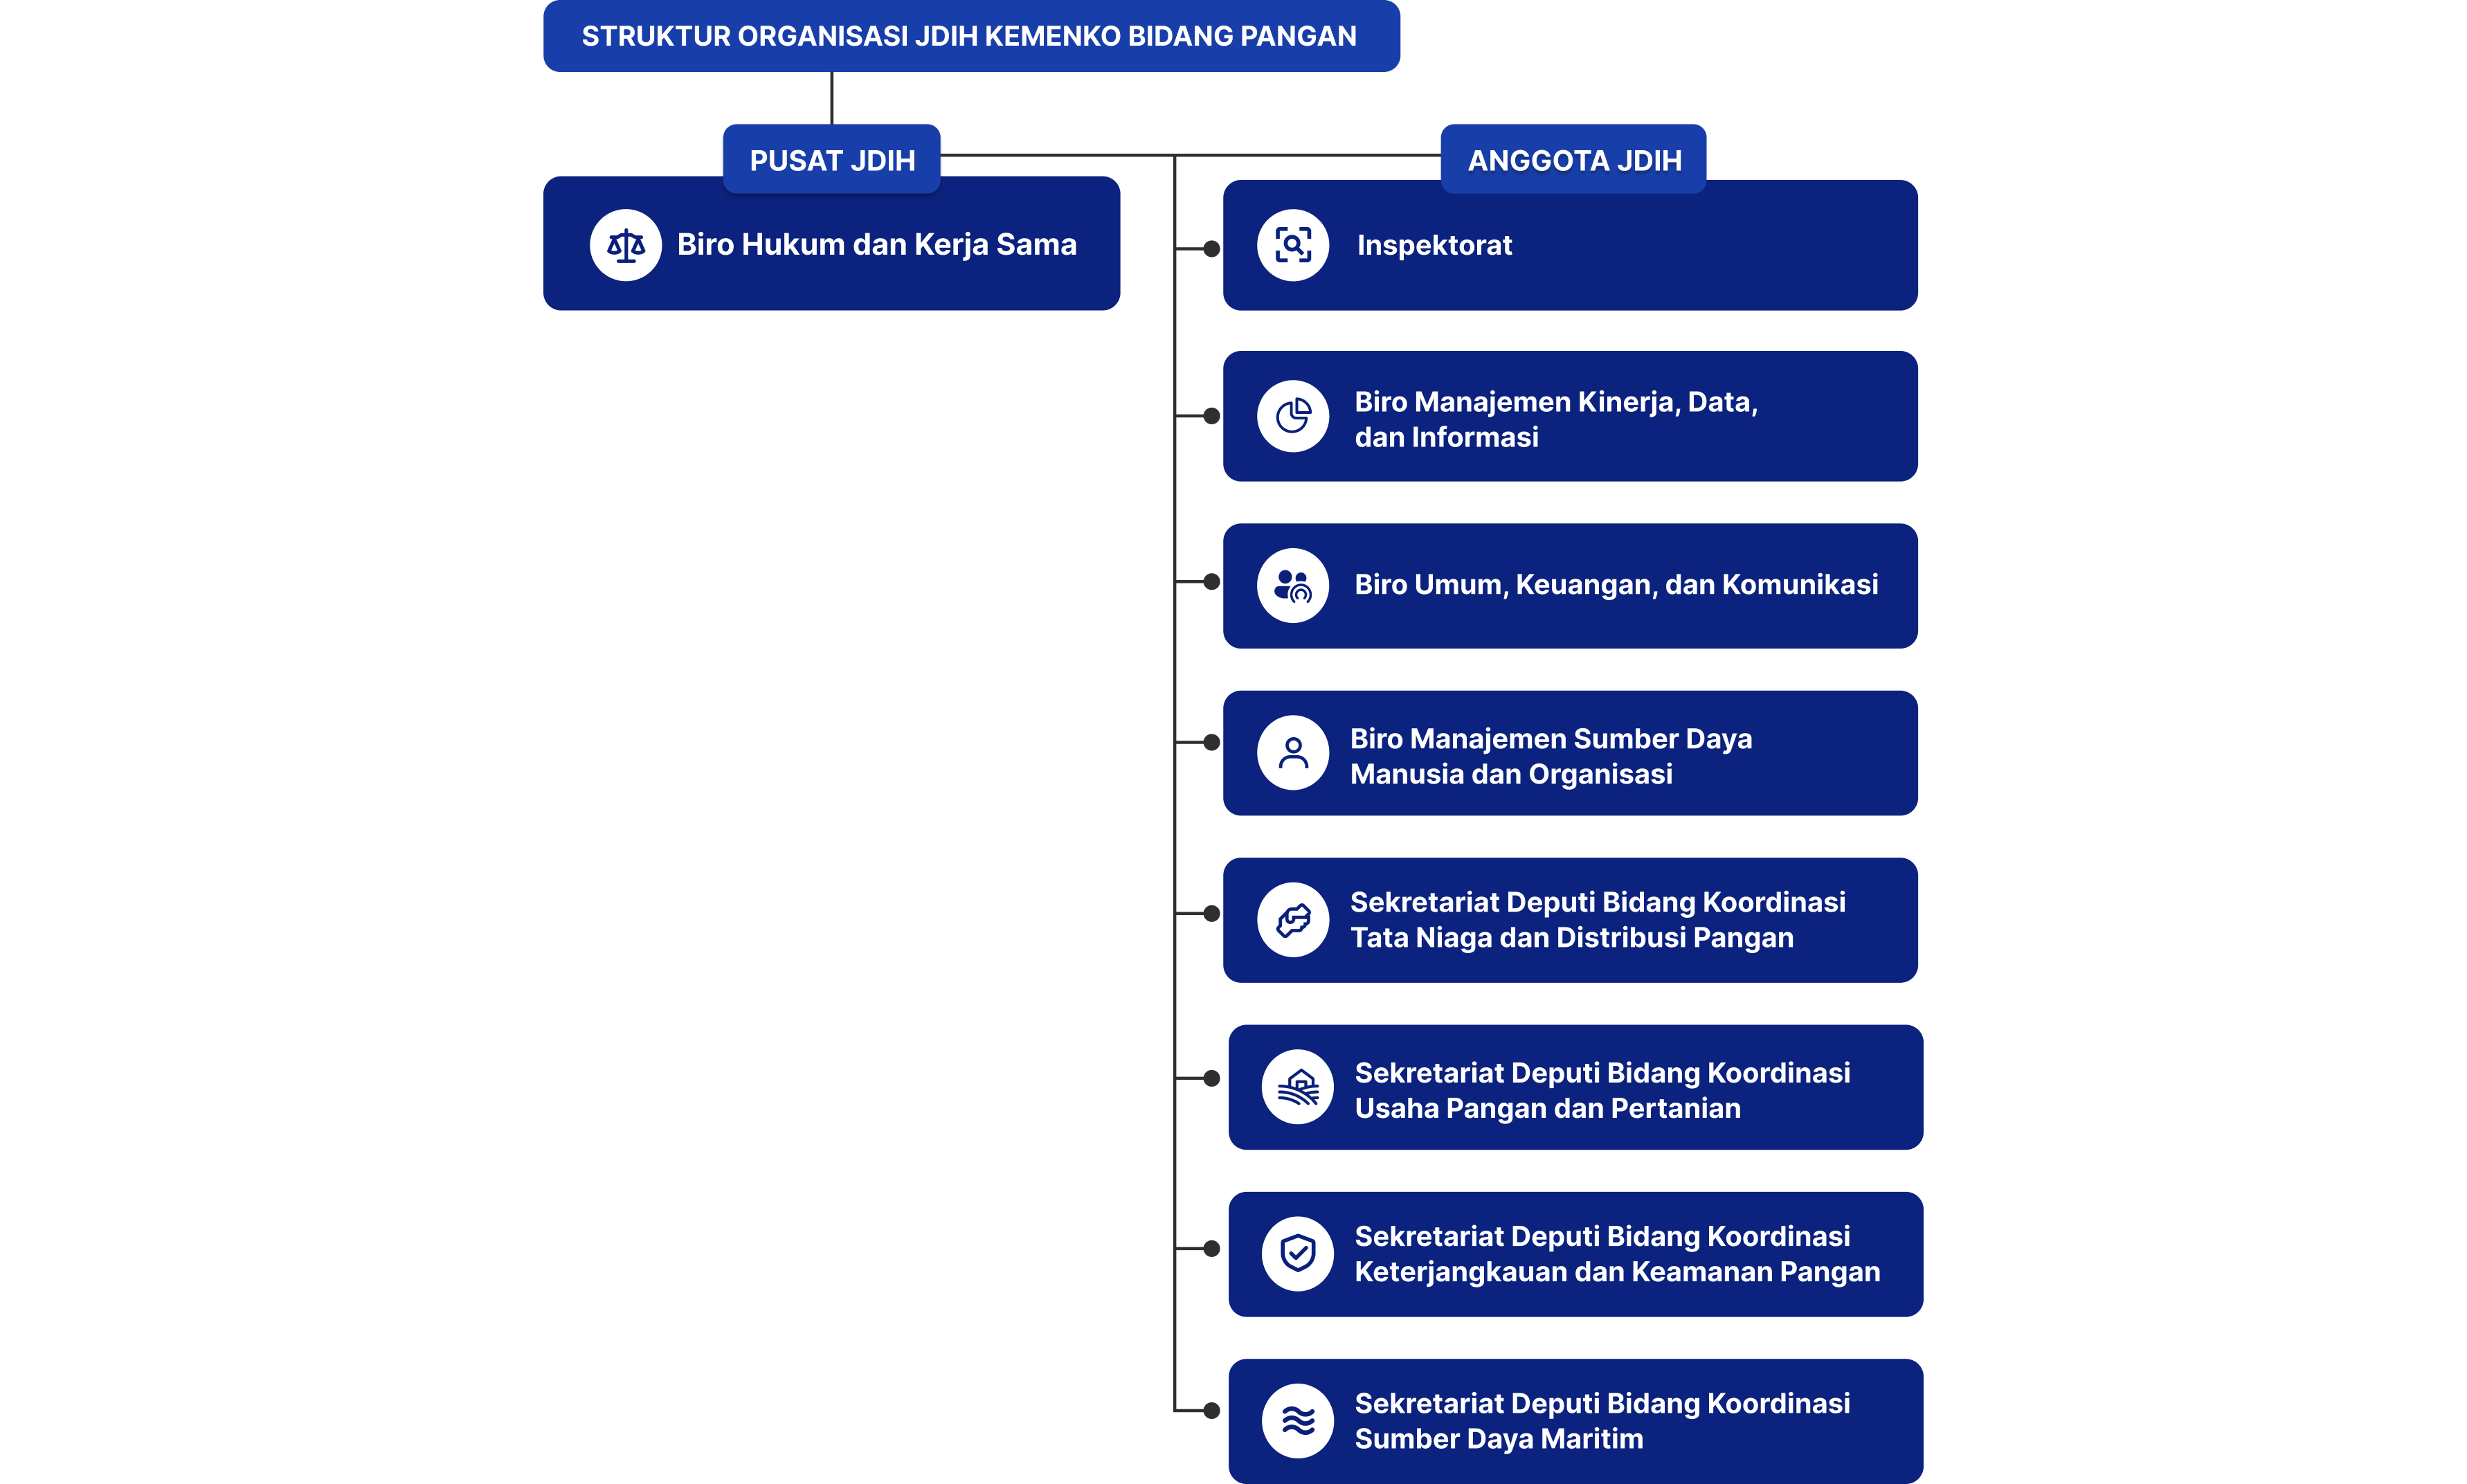 STRUKTUR ORGANISASI JDIH KEMENKO BIDANG PANGAN
PUSAT JDIH
Biro Hukum dan Kerja Sama
ANGGOTA JDIH
Inspektorat
Biro Manajemen Kinerja, Data,
dan Informasi
Biro Umum, Keuangan, dan Komunikasi
Biro Manajemen Sumber Daya
Manusia dan Organisasi
Sekretariat Deputi Bidang Koordinasi
Tata Niaga dan Distribusi Pangan
Sekretariat Deputi Bidang Koordinasi
Usaha Pangan dan Pertanian
Sekretariat Deputi Bidang Koordinasi
Keterjangkauan dan Keamanan Pangan
Sekretariat Deputi Bidang Koordinasi
Sumber Daya Maritim